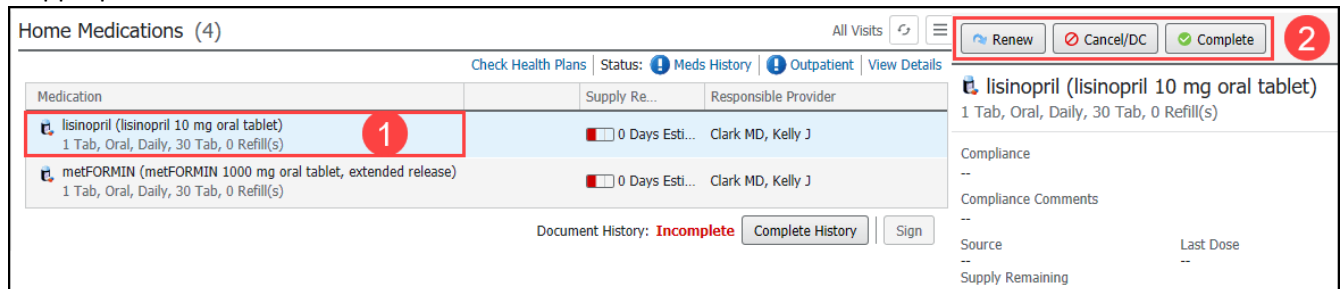 Home Medications (4)
All Visits
Check Health Plans Status: Meds History Outpatient View Details
Medication Supply Re... Responsible Provider
lisinopril (lisinopril 10 mg oral tablet)
1 Tab, Oral, Daily, 30 Tab, 0 Refill(s)
1
0 Days Esti... Clark MD, Kelly J
metFORMIN (metFORMIN 1000 mg oral tablet, extended release)
1 Tab, Oral, Daily, 30 Tab, 0 Refill(s)
0 Days Esti... Clark MD, Kelly J
Document History: Incomplete Complete History Sign
Renew Cancel/DC Complete
2
lisinopril (lisinopril 10 mg oral tablet)
1 Tab, Oral, Daily, 30 Tab, 0 Refill(s)
Compliance
--
Compliance Comments
--
Source Last Dose
-- --
Supply Remaining